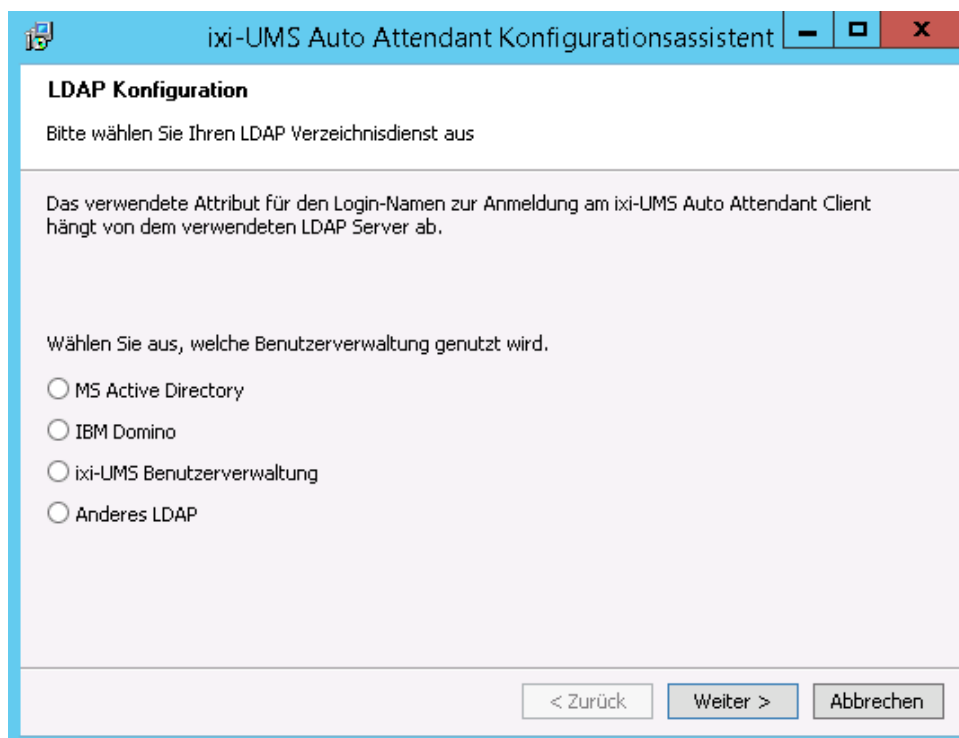 ixi-UMS Auto Attendant Konfigurationsassistent
LDAP Konfiguration
Bitte wählen Sie Ihren LDAP Verzeichnisdienst aus
Das verwendete Attribut für den Login-Namen zur Anmeldung am ixi-UMS Auto Attendant Client
hängt von dem verwendeten LDAP Server ab.
Wählen Sie aus, welche Benutzerverwaltung genutzt wird.
MS Active Directory
IBM Domino
ixi-UMS Benutzerverwaltung
Anderes LDAP
< Zurück Weiter > Abbrechen